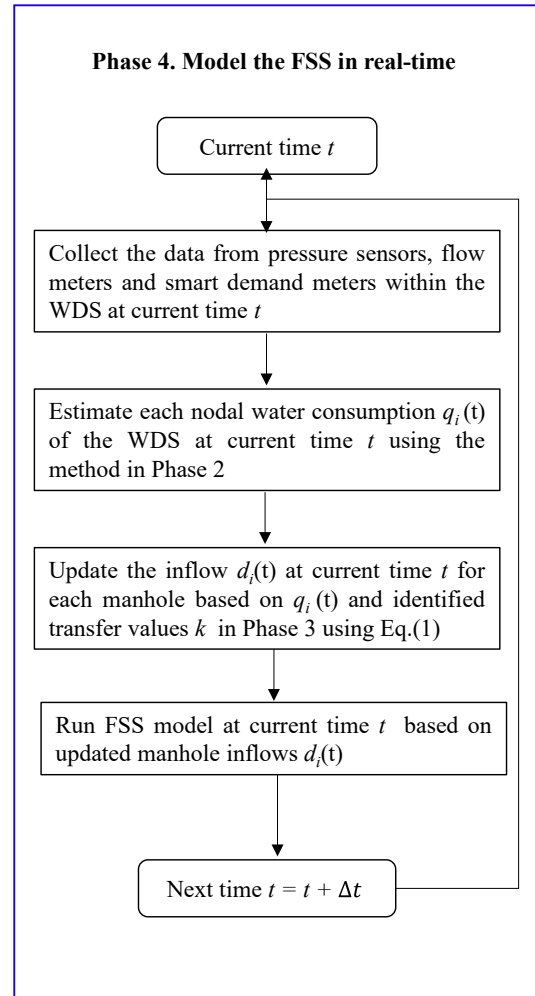 Phase 4. Model the FSS in real-time
Current time t
Collect the data from pressure sensors, flow
meters and smart demand meters within the
WDS at current time t
Estimate each nodal water consumption qᵢ (t)
of the WDS at current time t using the
method in Phase 2
Update the inflow dᵢ(t) at current time t for
each manhole based on qᵢ (t) and identified
transfer values k in Phase 3 using Eq.(1)
Run FSS model at current time t based on
updated manhole inflows dᵢ(t)
Next time t = t + Δt